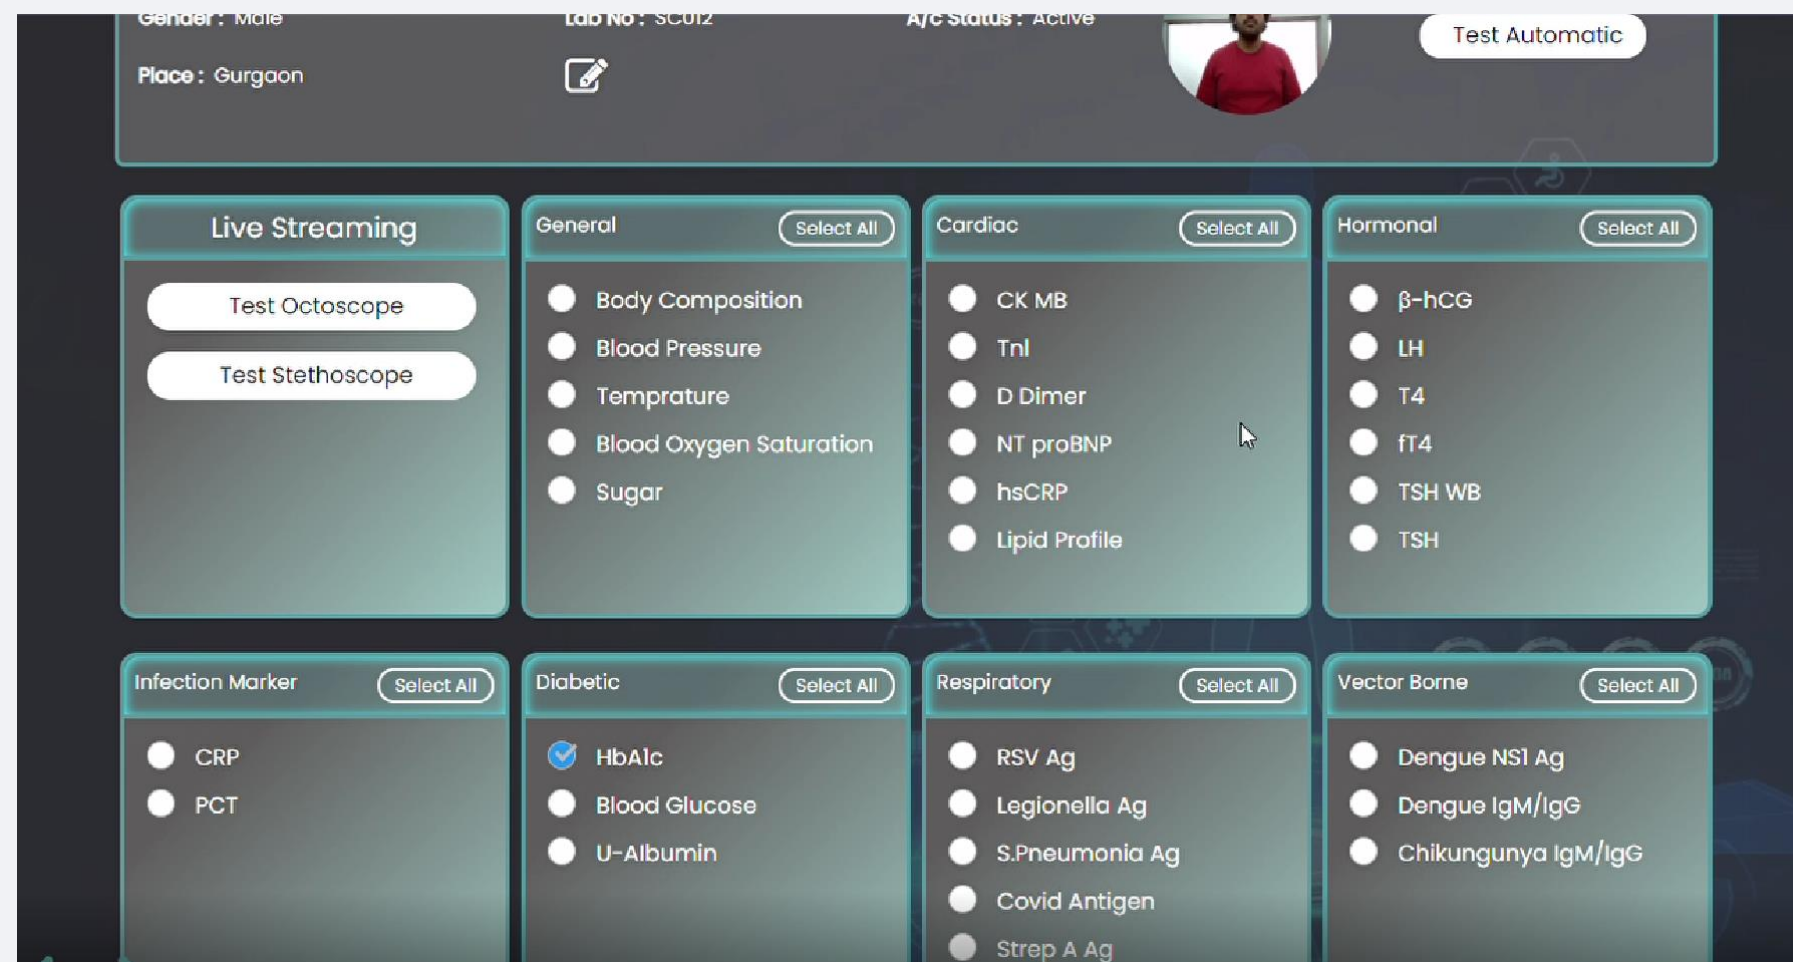 Gender : Male
Lab No : SC012
A/c Status : Active
Test Automatic
Place : Gurgaon
Live Streaming
Test Octoscope
Test Stethoscope
General
Select All
Body Composition
Blood Pressure
Temprature
Blood Oxygen Saturation
Sugar
Cardiac
Select All
CK MB
TnI
D Dimer
NT proBNP
hsCRP
Lipid Profile
Hormonal
Select All
β-hCG
LH
T4
fT4
TSH WB
TSH
Infection Marker
Select All
CRP
PCT
Diabetic
Select All
HbA1c
Blood Glucose
U-Albumin
Respiratory
Select All
RSV Ag
Legionella Ag
S.Pneumonia Ag
Covid Antigen
Strep A Ag
Vector Borne
Select All
Dengue NS1 Ag
Dengue IgM/IgG
Chikungunya IgM/IgG